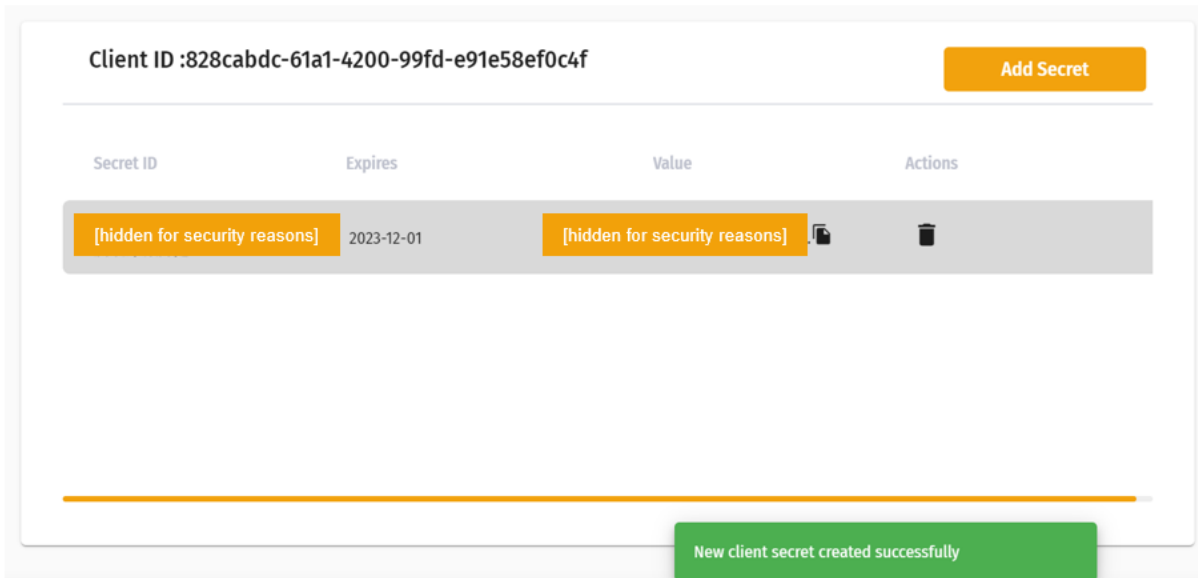 Client ID :828cabdc-61a1-4200-99fd-e91e58ef0c4f
Add Secret
Secret ID Expires Value Actions
[hidden for security reasons] 2023-12-01 [hidden for security reasons]
New client secret created successfully